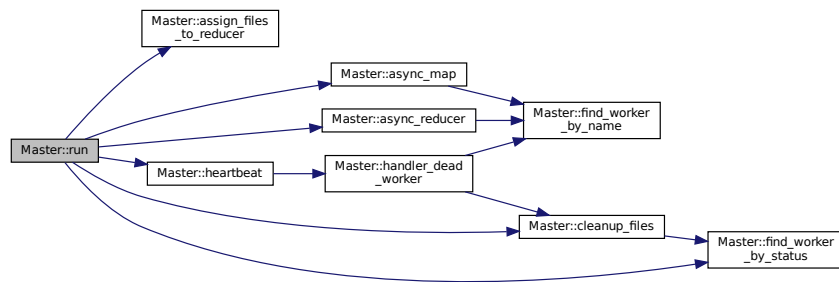 Master::assign_files
_to_reducer
Master::async_map
Master::find_worker
_by_name
Master::async_reducer
Master::run
Master::heartbeat
Master::handler_dead
_worker
Master::cleanup_files
Master::find_worker
_by_status